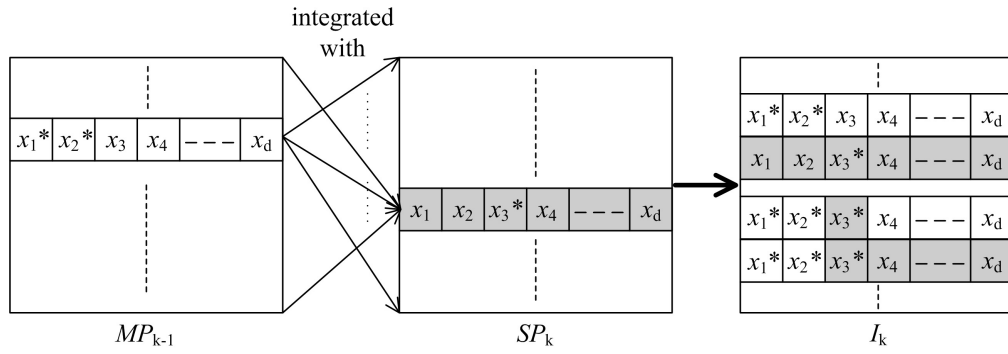 integrated
with
x₁* x₂* x₃ x₄ --- x_d
x₁ x₂ x₃* x₄ --- x_d
x₁* x₂* x₃ x₄ --- x_d
x₁ x₂ x₃* x₄ --- x_d
x₁* x₂* x₃* x₄ --- x_d
x₁* x₂* x₃* x₄ --- x_d
MP_k-1 SP_k I_k